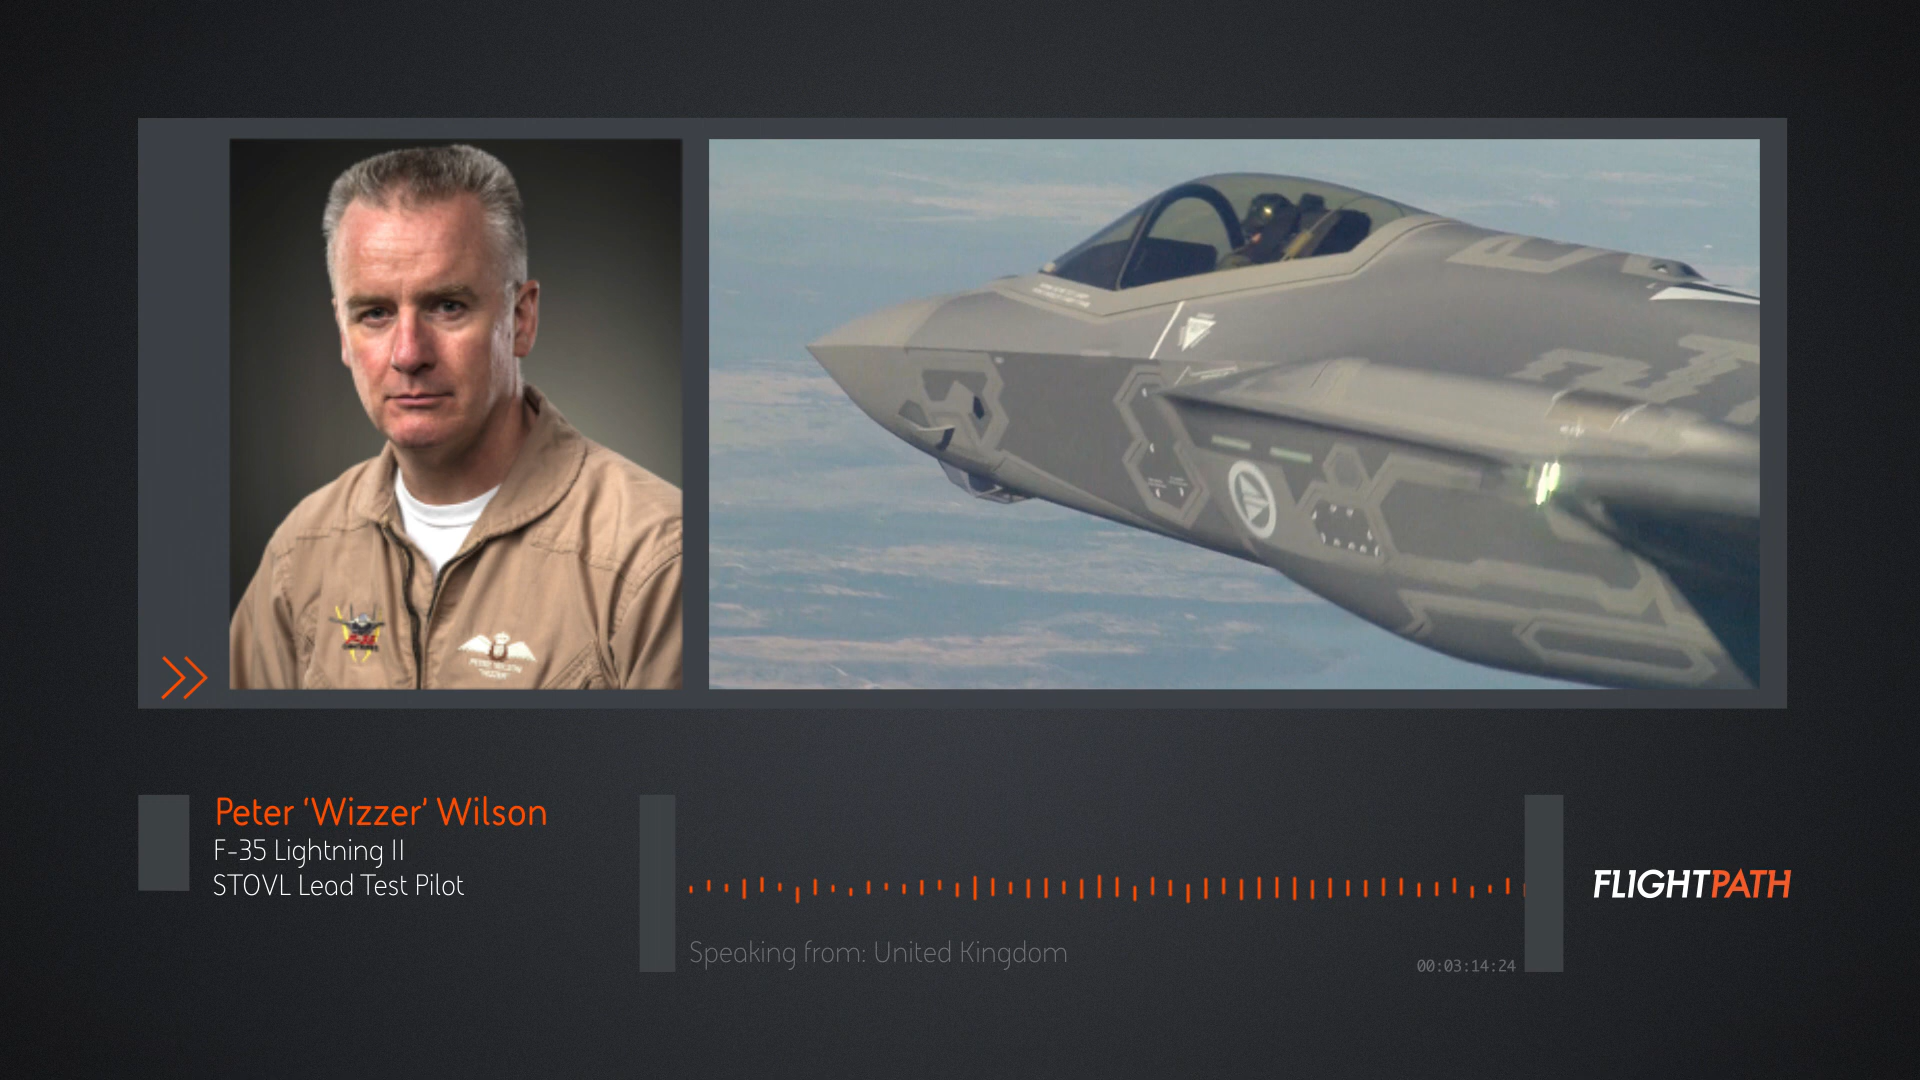 Peter ‘Wizzer’ Wilson
F-35 Lightning II
STOVL Lead Test Pilot
Speaking from: United Kingdom
00:03:14:24
FLIGHTPATH